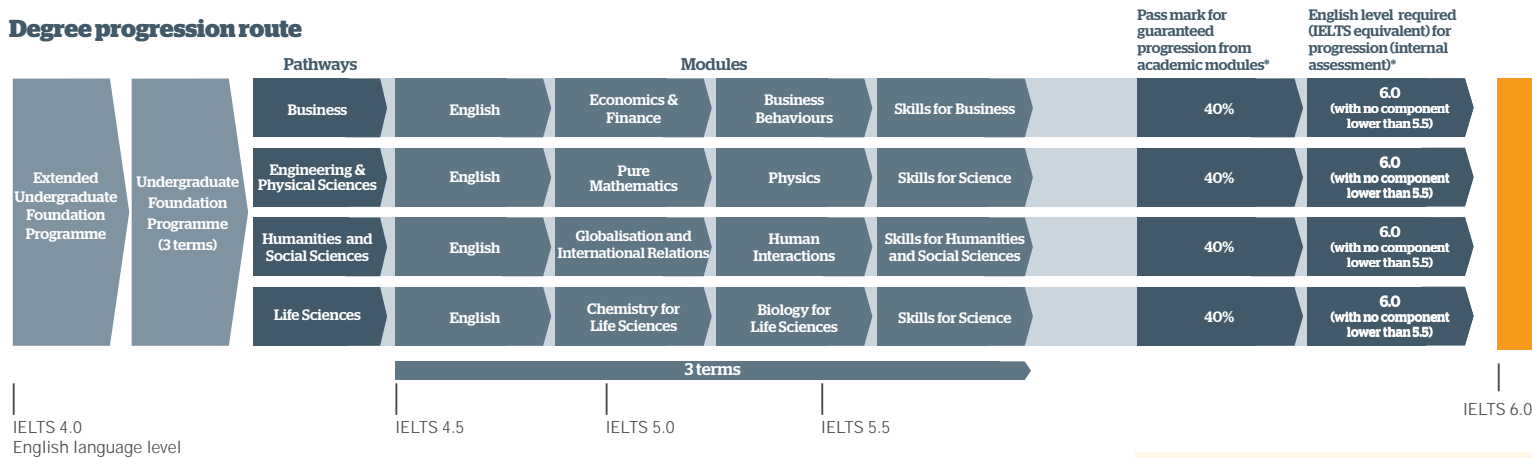 Degree progression route
Pathways
Modules
Pass mark for
guaranteed
progression from
academic modules*
English level required
(IELTS equivalent) for
progression (internal
assessment)*
Extended
Undergraduate
Foundation
Programme
Undergraduate
Foundation
Programme
(3 terms)
Business
English
Economics &
Finance
Business
Behaviours
Skills for Business
40%
6.0
(with no component
lower than 5.5)
Engineering &
Physical Sciences
English
Pure
Mathematics
Physics
Skills for Science
40%
6.0
(with no component
lower than 5.5)
Humanities and
Social Sciences
English
Globalisation and
International Relations
Human
Interactions
Skills for Humanities
and Social Sciences
40%
6.0
(with no component
lower than 5.5)
Life Sciences
English
Chemistry for
Life Sciences
Biology for
Life Sciences
Skills for Science
40%
6.0
(with no component
lower than 5.5)
3 terms
IELTS 4.0
English language level
IELTS 4.5
IELTS 5.0
IELTS 5.5
IELTS 6.0